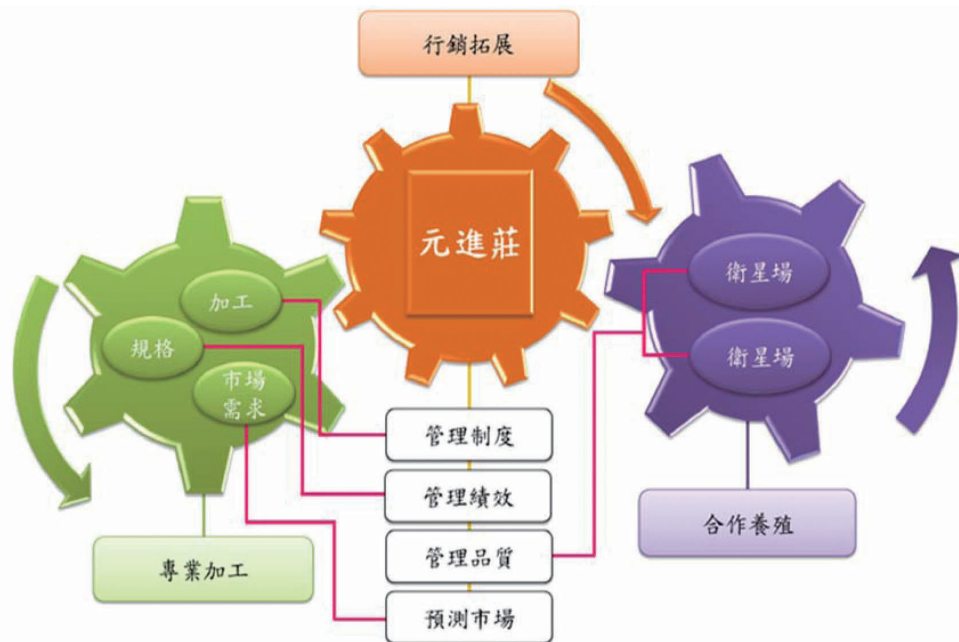 行銷拓展
元進莊
加工
規格
市場
需求
衛星場
衛星場
管理制度
管理績效
管理品質
預測市場
專業加工
合作養殖